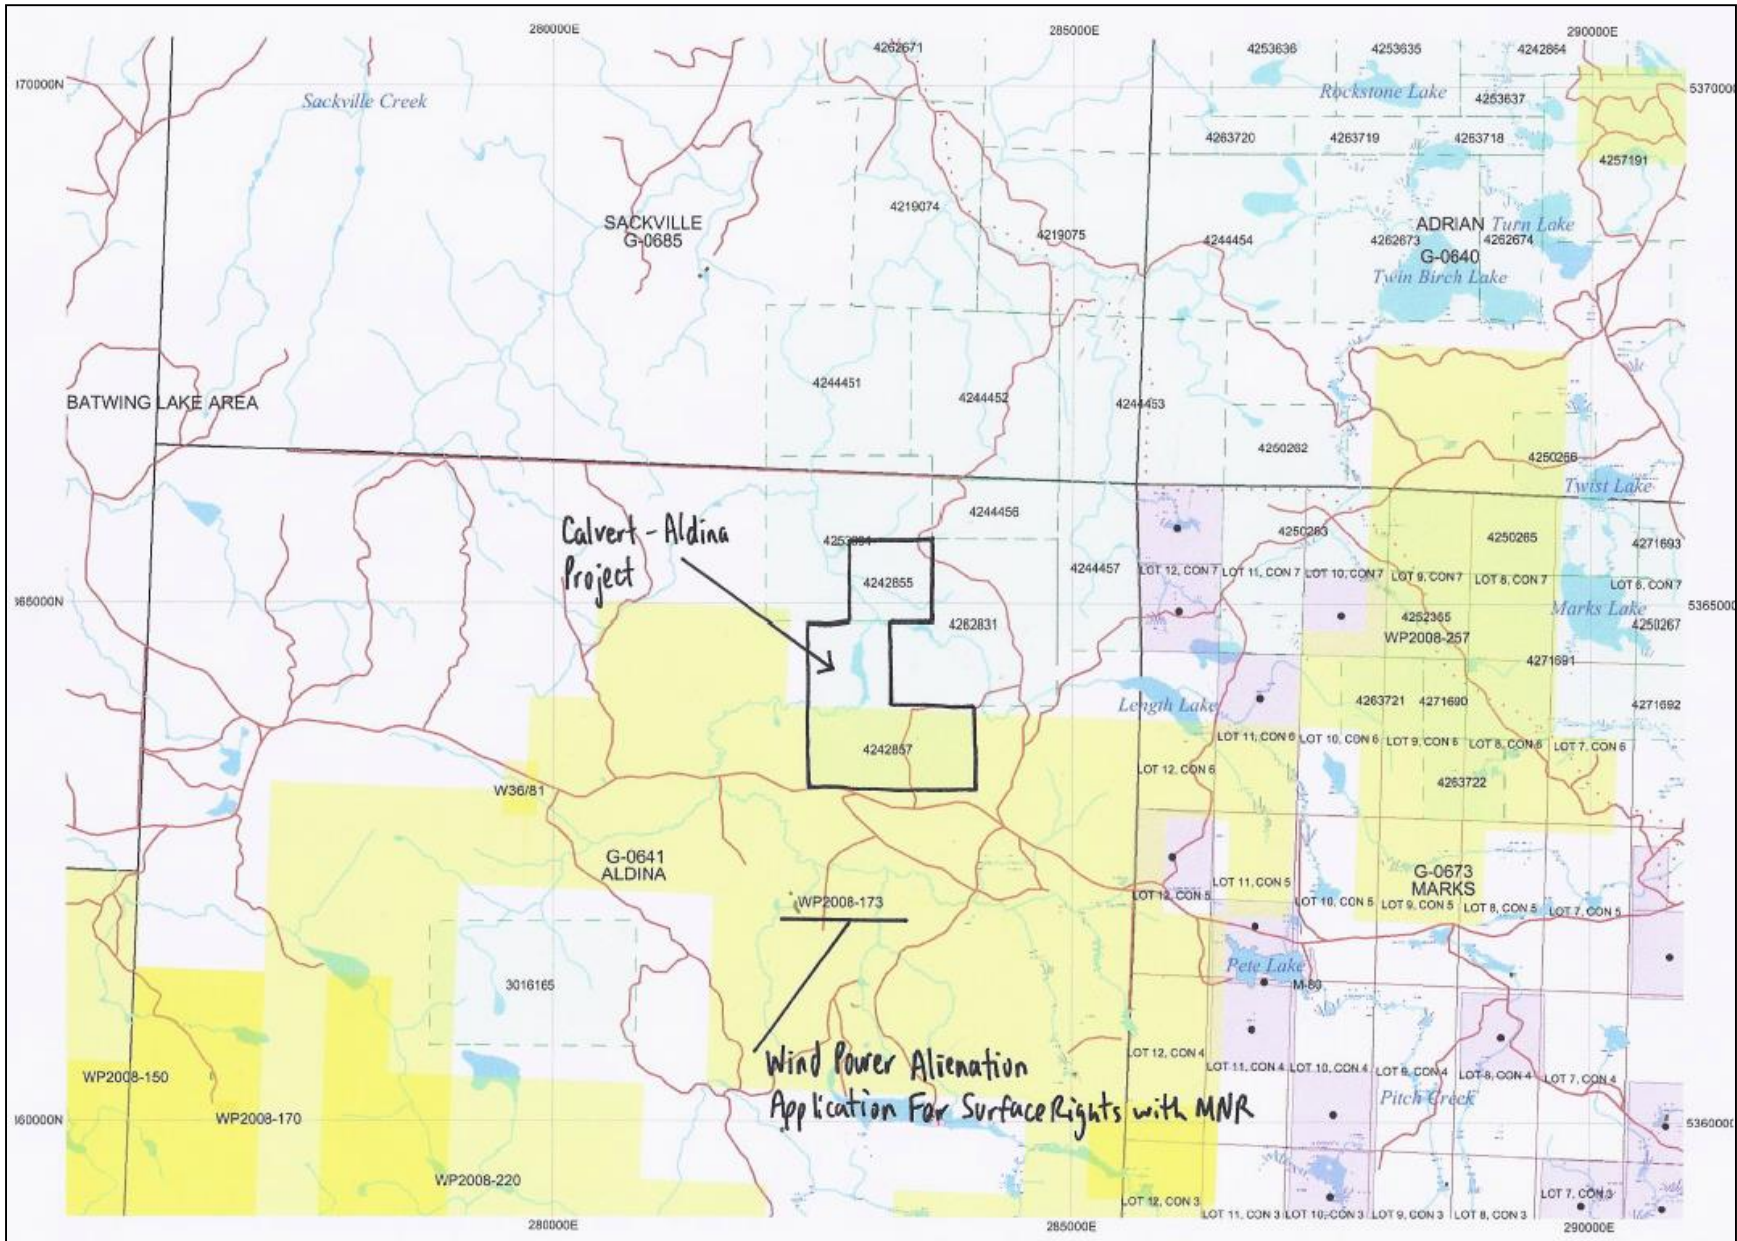 280000E
285000E
290000E
4262671
4253636
4253635
4242864
170000N
5370000
Sackville Creek
Rockstone Lake
4253637
4263720
4263719
4263718
4257191
4219074
SACKVILLE
G-0685
4219075
4244454
4262673
ADRIAN
Turn Lake
4262674
G-0640
Twin Birch Lake
4244451
4244452
4244453
BATWING LAKE AREA
4250262
4250266
Twist Lake
4244456
Calvert-Aldina
Project
4250263
4250265
4271693
4242855
4244457
LOT 12, CON 7
LOT 11, CON 7
LOT 10, CON 7
LOT 9, CON 7
LOT 8, CON 7
LOT 6, CON 7
365000N
5365000
Marks Lake
4262831
4252355
4250267
WP2008-257
4271691
Length Lake
4263721
4271690
4271692
LOT 11, CON 6
LOT 10, CON 6
LOT 9, CON 6
LOT 8, CON 6
LOT 7, CON 6
4242857
LOT 12, CON 6
4263722
W36/81
G-0641
ALDINA
G-0673
MARKS
LOT 11, CON 5
LOT 12, CON 5
WP2008-173
LOT 10, CON 5
LOT 9, CON 5
LOT 8, CON 5
LOT 7, CON 5
Pete Lake
3016165
M-80
Wind Power Alienation
Application For Surface Rights with MNR
LOT 12, CON 4
LOT 11, CON 4
LOT 10, CON 4
LOT 9, CON 4
LOT 8, CON 4
LOT 7, CON 4
WP2008-150
Pitch Creek
WP2008-170
360000N
5360000
WP2008-220
LOT 12, CON 3
LOT 11, CON 3
LOT 10, CON 3
LOT 9, CON 3
LOT 8, CON 3
LOT 7, CON 3
280000E
285000E
290000E